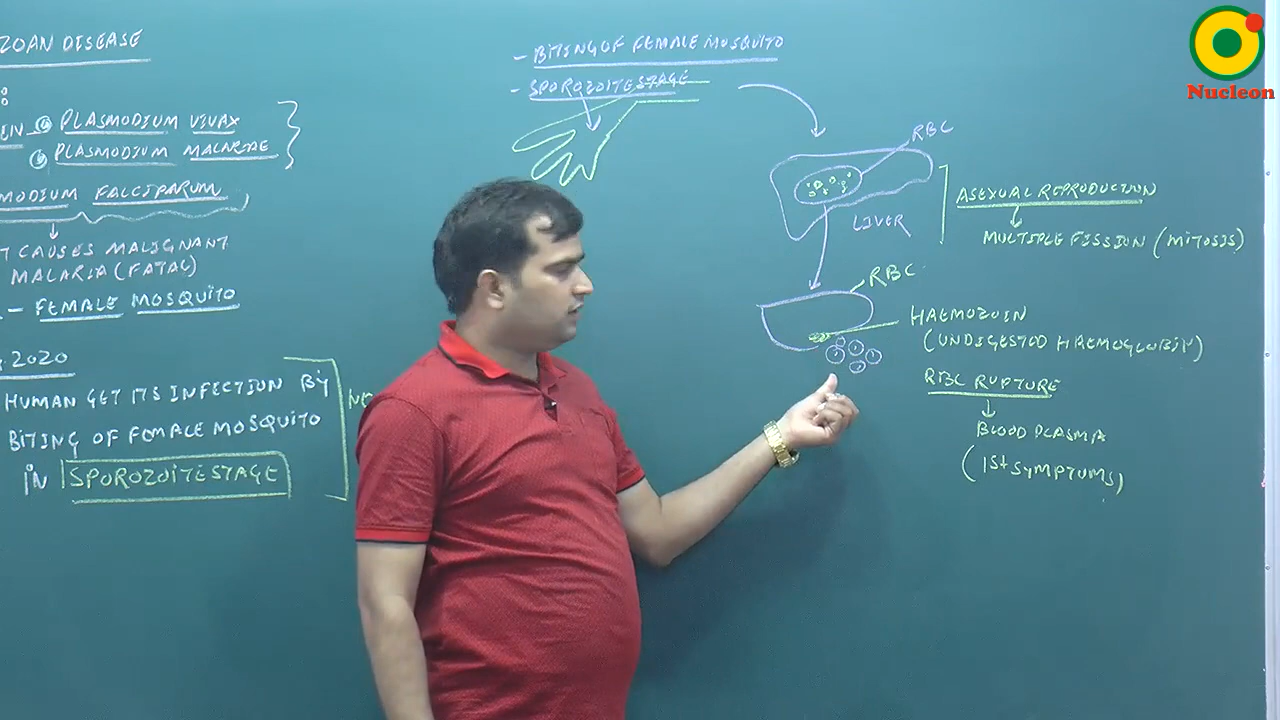 ZOAN DISEASE
PLASMODIUM VIVAX
PLASMODIUM MALARIAE
MODIUM FALCIPARUM
T CAUSES MALIGNANT
MALARIA (FATAL)
- FEMALE MOSQUITO
2020
HUMAN GET ITS INFECTION BY
BITING OF FEMALE MOSQUITO
IN SPOROZOITE STAGE
- BITING OF FEMALE MOSQUITO
- SPOROZOITE STAGE
RBC
LIVER
ASEXUAL REPRODUCTION
MULTIPLE FISSION (MITOSIS)
RBC
HAEMOZOIN
(UNDIGESTED HAEMOGLOBIN)
RBC RUPTURE
BLOOD PLASMA
(1st SYMPTUMS)
Nucleon